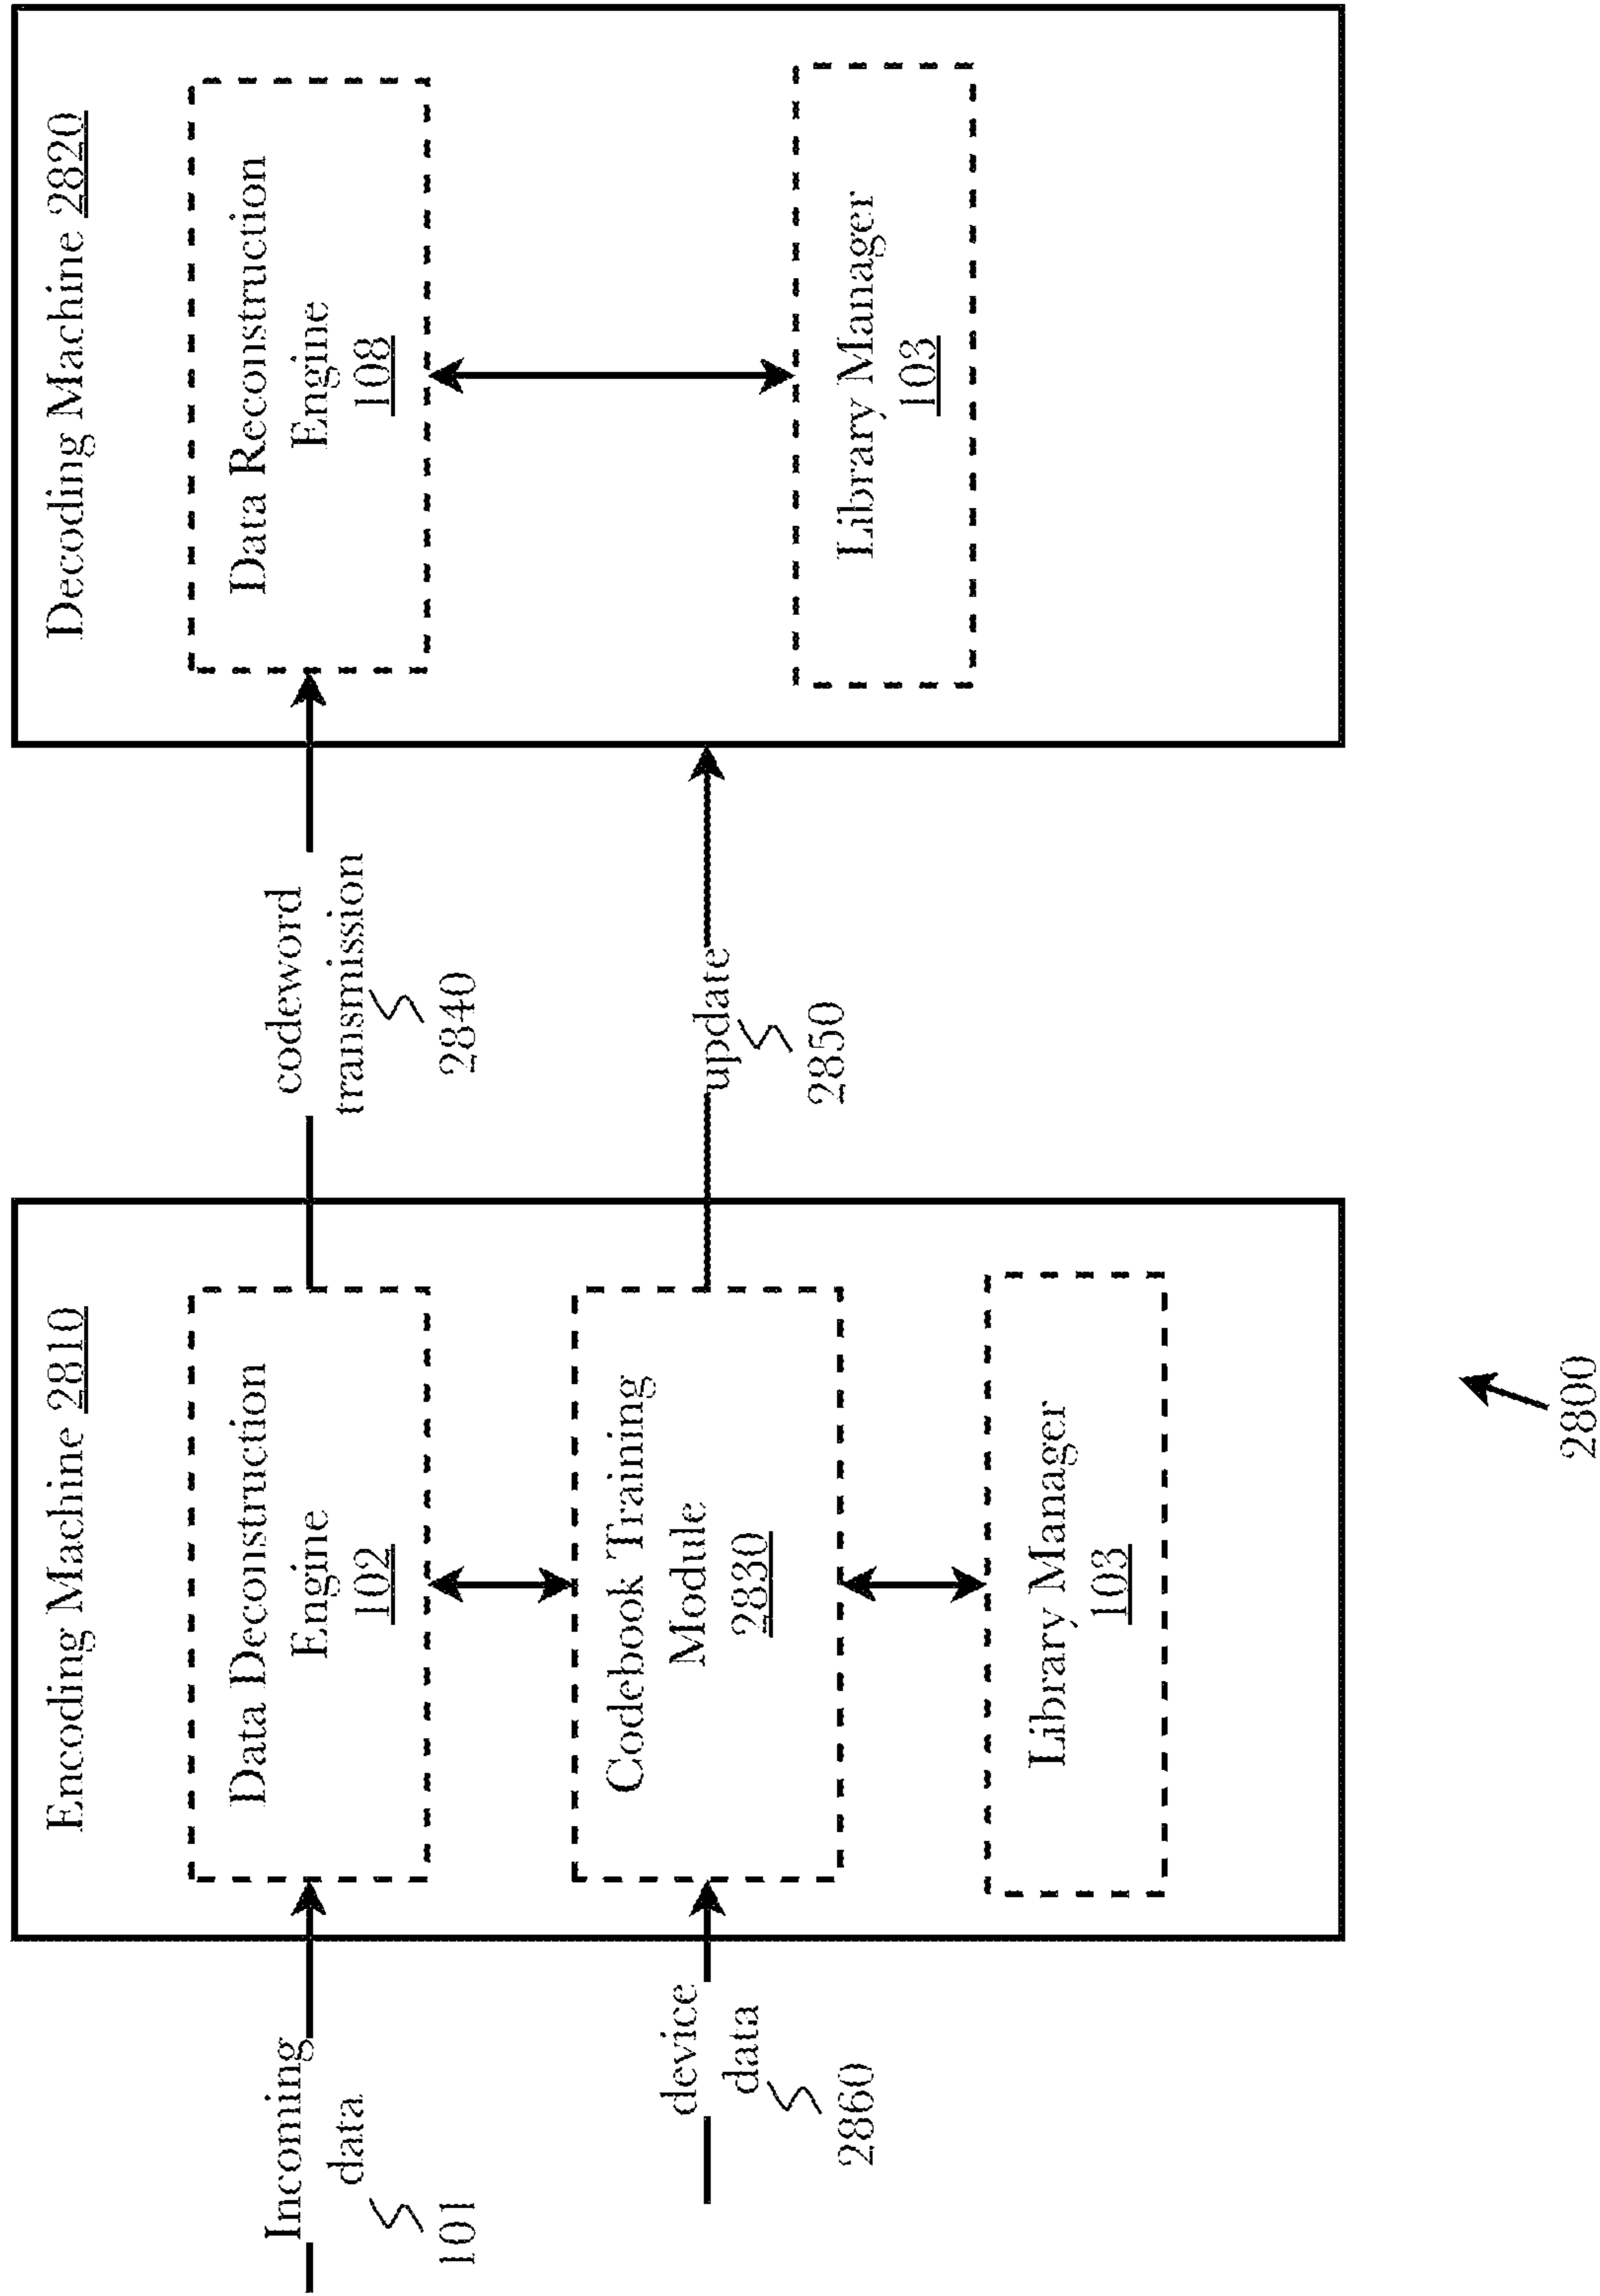 Incoming
data
101
device
data
2860
Encoding Machine 2810
Data Deconstruction
Engine
102
Codebook Training
Module
2830
Library Manager
103
codeword
transmission
2840
update
2850
Decoding Machine 2820
Data Reconstruction
Engine
108
Library Manager
103
2800